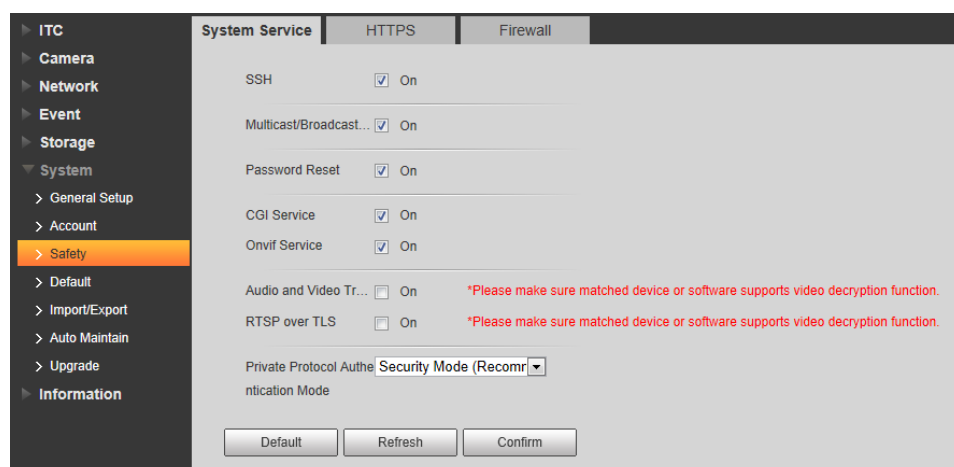 ITC
Camera
Network
Event
Storage
System
General Setup
Account
Safety
Default
Import/Export
Auto Maintain
Upgrade
Information
System Service HTTPS Firewall
SSH On
Multicast/Broadcast... On
Password Reset On
CGI Service On
Onvif Service On
Audio and Video Tr... On *Please make sure matched device or software supports video decryption function.
RTSP over TLS On *Please make sure matched device or software supports video decryption function.
Private Protocol Authe Security Mode (Recomr
ntication Mode
Default Refresh Confirm